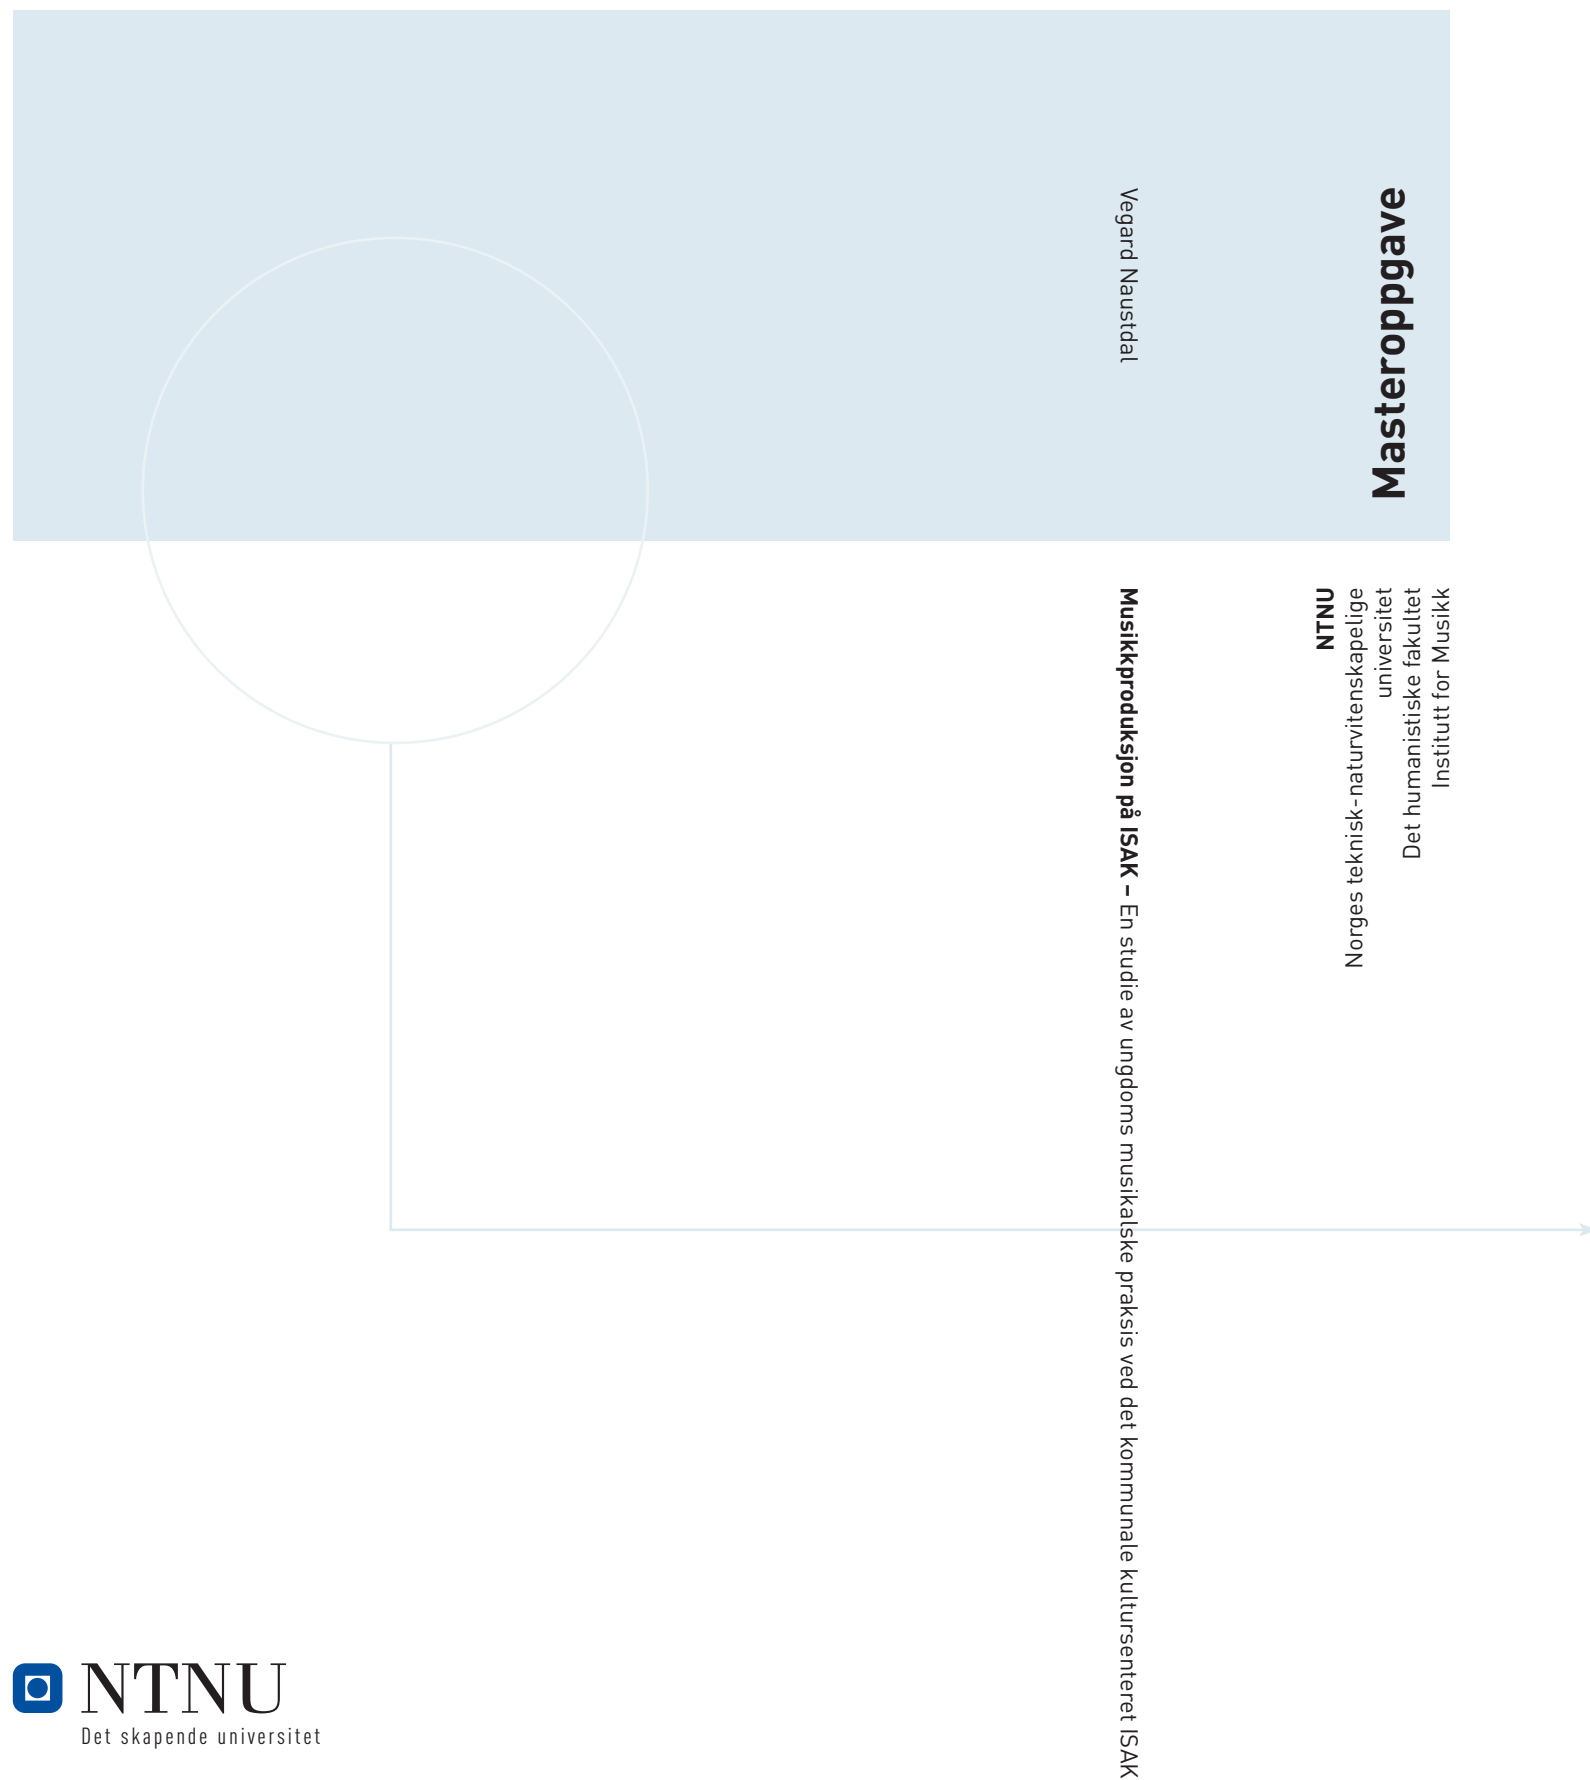 Vegard Naustdal
Masteroppgave
Musikkproduksjon på ISAK – En studie av ungdoms musikalske praksis ved det kommunale kultursenteret ISAK
NTNU
Norges teknisk-naturvitenskapelige
universitet
Det humanistiske fakultet
Institutt for Musikk
NTNU
Det skapende universitet